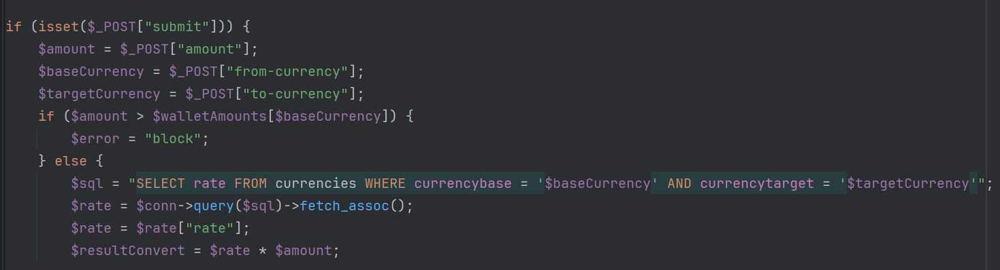 if (isset($_POST["submit"])) {
    $amount = $_POST["amount"];
    $baseCurrency = $_POST["from-currency"];
    $targetCurrency = $_POST["to-currency"];
    if ($amount > $walletAmounts[$baseCurrency]) {
        $error = "block";
    } else {
        $sql = "SELECT rate FROM currencies WHERE currencybase = '$baseCurrency' AND currencytarget = '$targetCurrency'";
        $rate = $conn->query($sql)->fetch_assoc();
        $rate = $rate["rate"];
        $resultConvert = $rate * $amount;